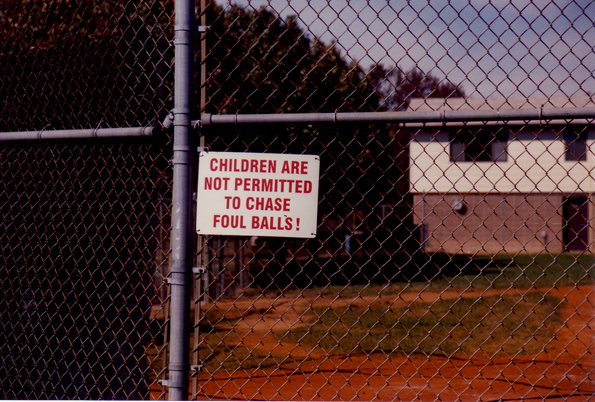 CHILDREN ARE
NOT PERMITTED
TO CHASE
FOUL BALLS!